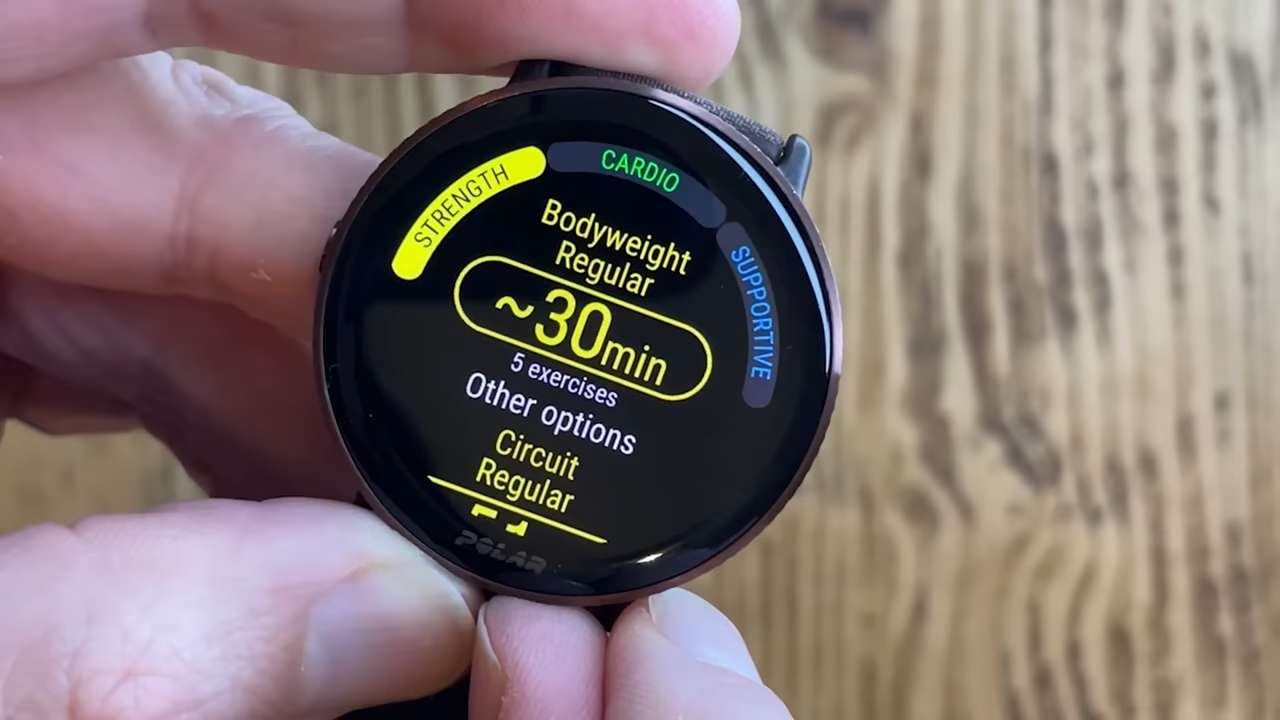 STRENGTH
CARDIO
SUPPORTIVE
Bodyweight
Regular
~30min
5 exercises
Other options
Circuit
Regular
POLAR